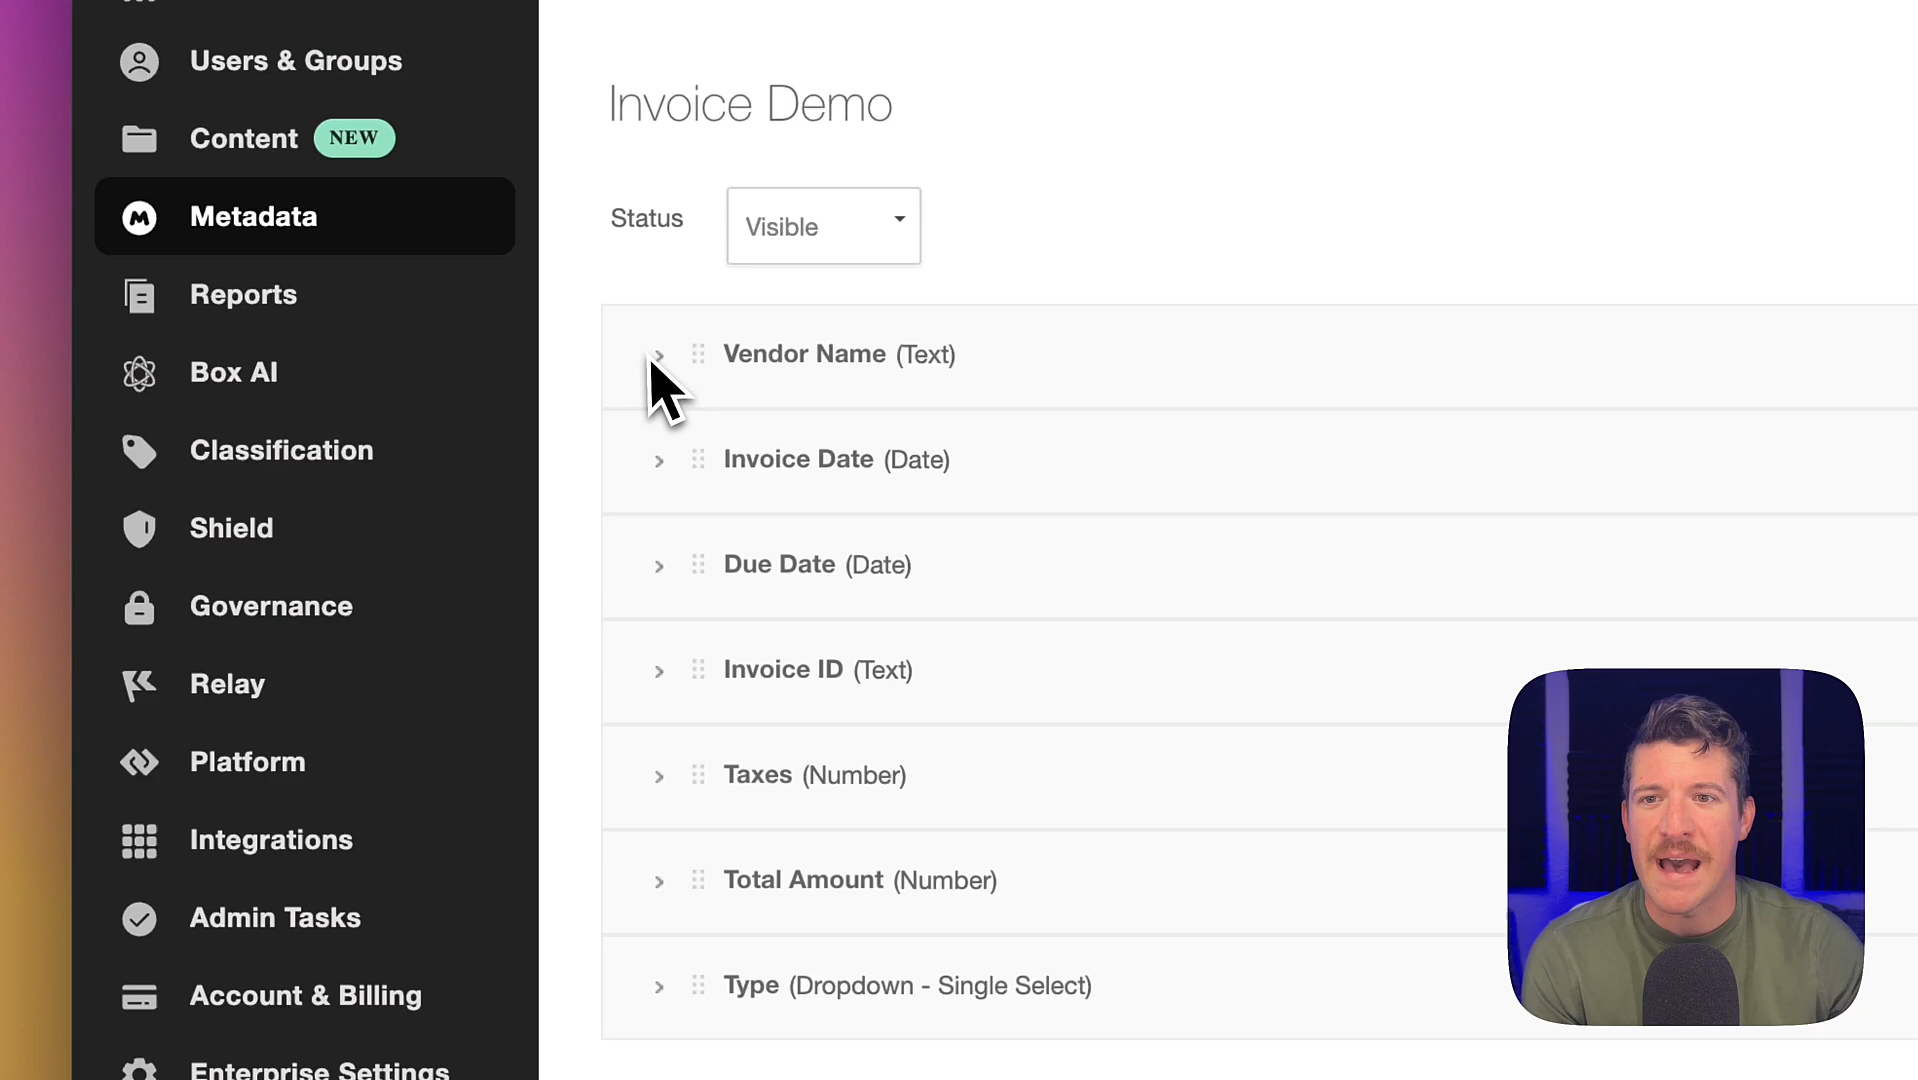 Users & Groups
Content NEW
Metadata
Reports
Box AI
Classification
Shield
Governance
Relay
Platform
Integrations
Admin Tasks
Account & Billing
Enterprise Settings
Invoice Demo
Status Visible
Vendor Name (Text)
Invoice Date (Date)
Due Date (Date)
Invoice ID (Text)
Taxes (Number)
Total Amount (Number)
Type (Dropdown - Single Select)